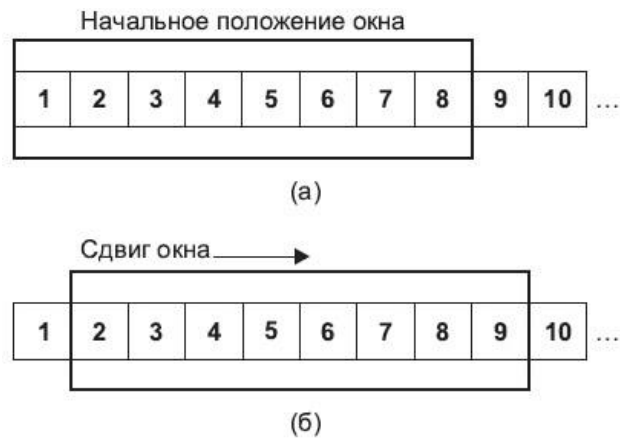 Начальное положение окна
1 2 3 4 5 6 7 8 9 10 ...
(а)
Сдвиг окна
1 2 3 4 5 6 7 8 9 10 ...
(б)